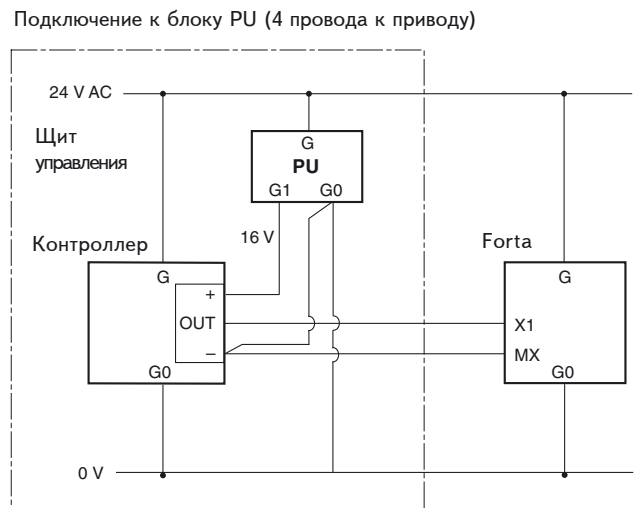 Подключение к блоку PU (4 провода к приводу)
24 V AC
Щит
управления
G
PU
G1 G0
16 V
Контроллер
Forta
G
+
OUT
–
G0
G
X1
MX
G0
0 V